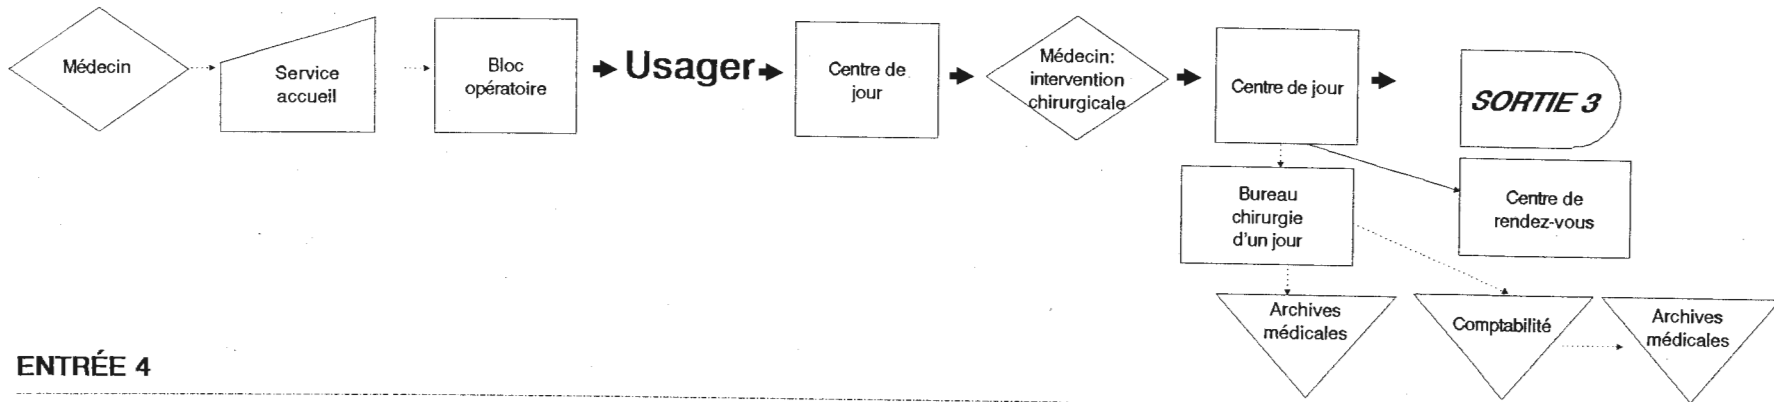 Médecin
Service
accueil
Bloc
opératoire
Usager
Centre de
jour
Médecin:
intervention
chirurgicale
Centre de jour
SORTIE 3
Bureau
chirurgie
d'un jour
Centre de
rendez-vous
Archives
médicales
Comptabilité
Archives
médicales
ENTRÉE 4